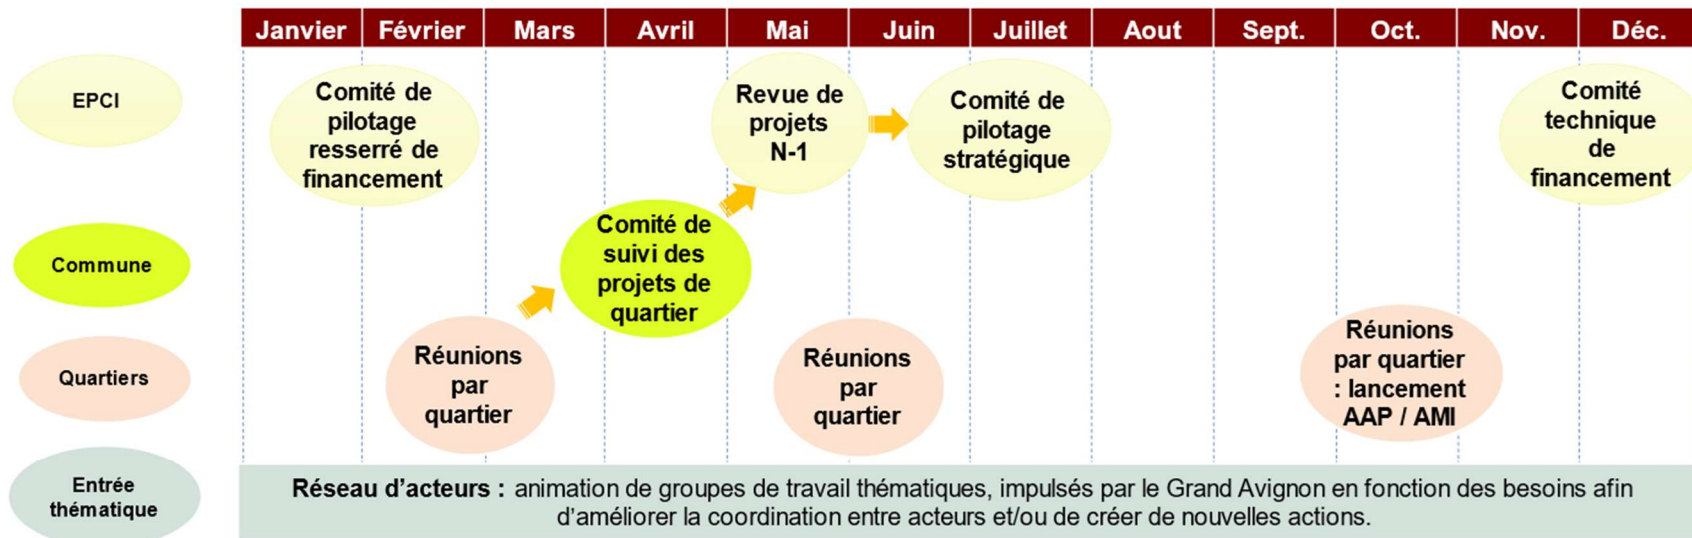 Janvier Février Mars Avril Mai Juin Juillet Aout Sept. Oct. Nov. Déc.
EPCI
Comité de
pilotage
resserré de
financement
Revue de
projets
N-1
Comité de
pilotage
stratégique
Comité
technique
de
financement
Commune
Comité de
suivi des
projets de
quartier
Quartiers
Réunions
par
quartier
Réunions
par
quartier
Réunions
par quartier
: lancement
AAP / AMI
Entrée
thématique
Réseau d’acteurs : animation de groupes de travail thématiques, impulsés par le Grand Avignon en fonction des besoins afin
d’améliorer la coordination entre acteurs et/ou de créer de nouvelles actions.